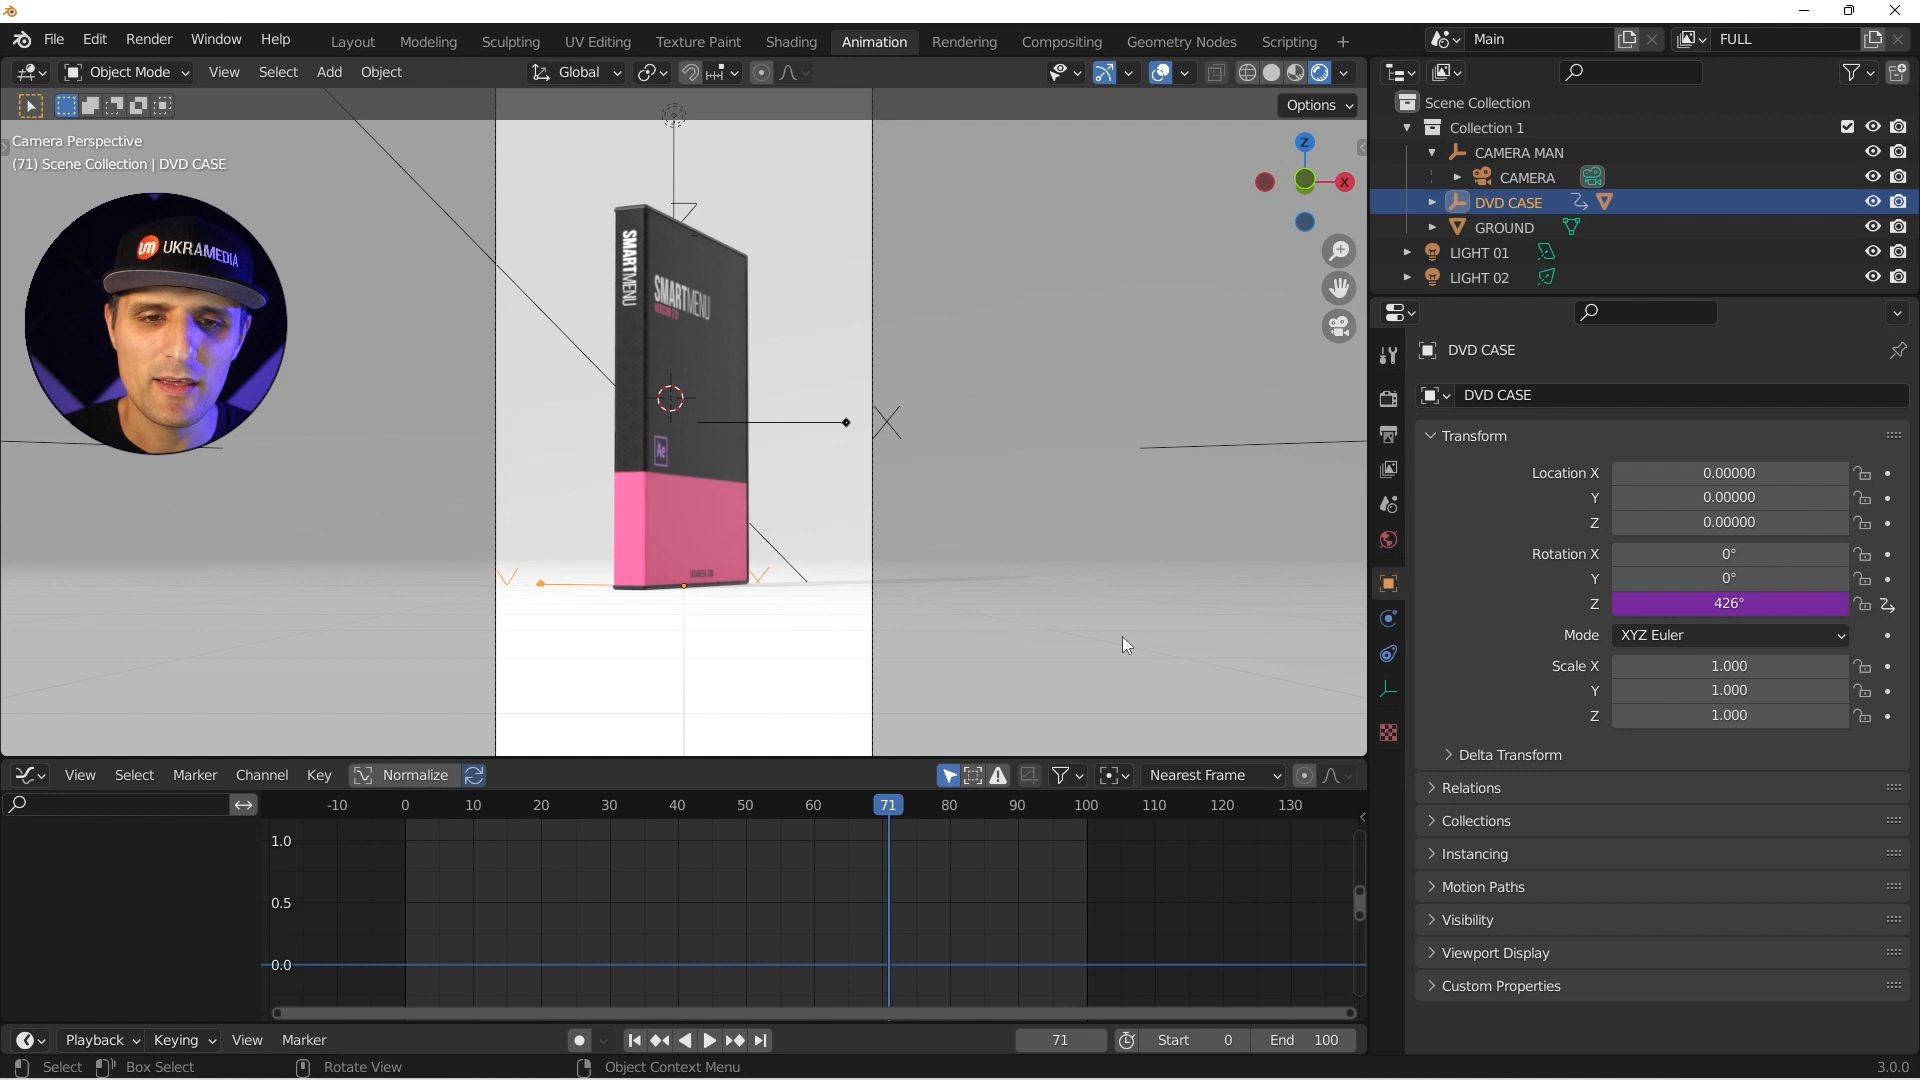 File Edit Render Window Help
Layout Modeling Sculpting UV Editing Texture Paint Shading Animation Rendering Compositing Geometry Nodes Scripting +
Main
FULL
Object Mode View Select Add Object
Global
Options
Camera Perspective
(71) Scene Collection | DVD CASE
UKRAMEDIA
SMARTMENU
SMARTMENU
Ae
Z
X
X
Scene Collection
Collection 1
CAMERA MAN
CAMERA
DVD CASE
GROUND
LIGHT 01
LIGHT 02
DVD CASE
DVD CASE
Transform
Location X 0.00000
Y 0.00000
Z 0.00000
Rotation X 0°
Y 0°
Z 426°
Mode XYZ Euler
Scale X 1.000
Y 1.000
Z 1.000
Delta Transform
Relations
Collections
Instancing
Motion Paths
Visibility
Viewport Display
Custom Properties
View Select Marker Channel Key Normalize
Nearest Frame
-10 0 10 20 30 40 50 60 71 80 90 100 110 120 130
1.0
0.5
0.0
Playback Keying View Marker
71 Start 0 End 100
Select Box Select Rotate View Object Context Menu 3.0.0